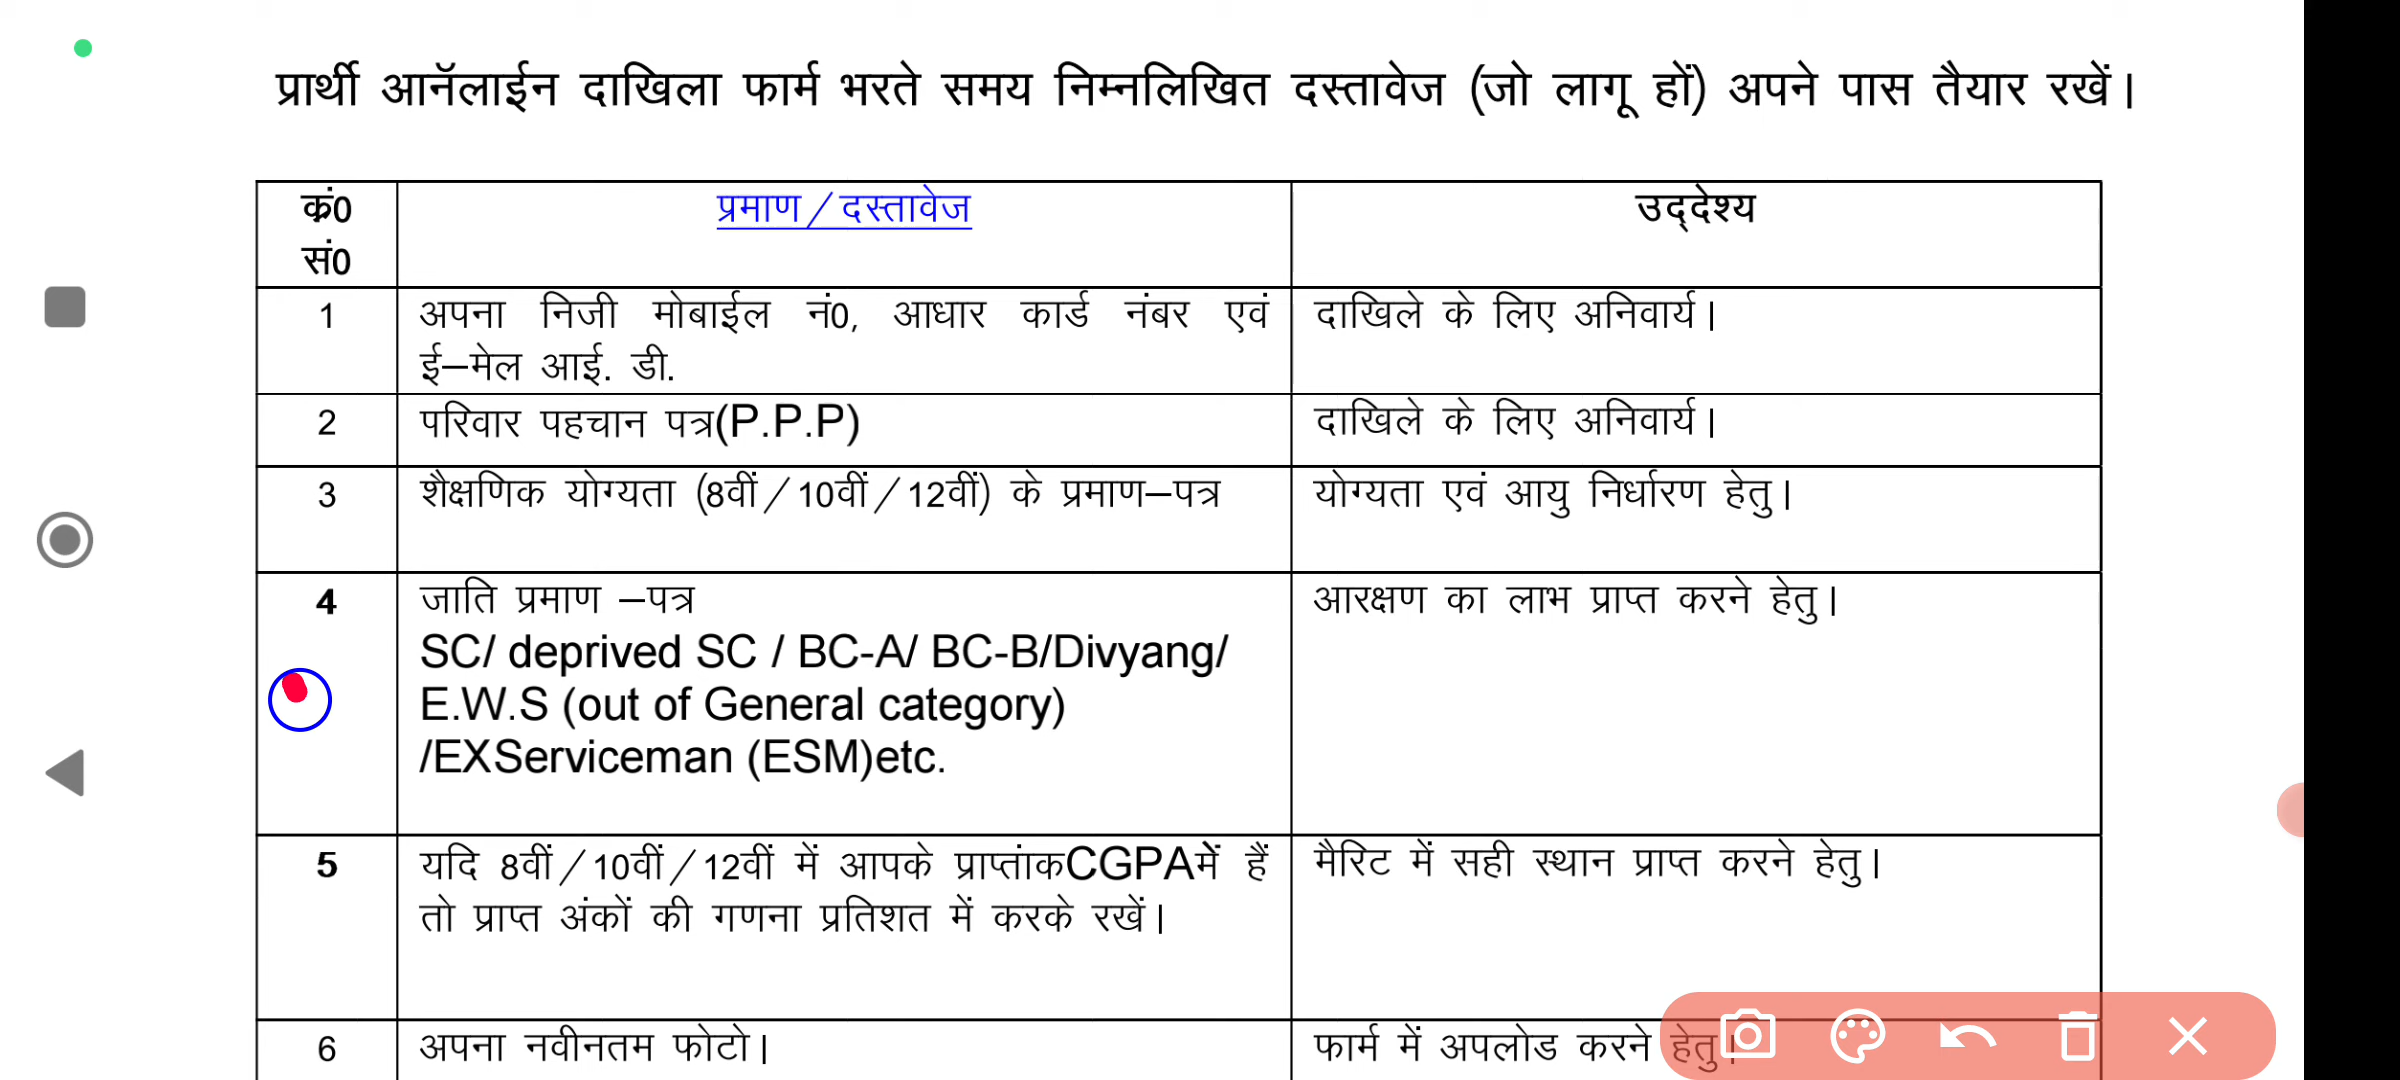 प्रार्थी आनॅलाईन दाखिला फार्म भरते समय निम्नलिखित दस्तावेज (जो लागू हों) अपने पास तैयार रखें।
कं्र0 प्रमाण/दस्तावेज उद्देश्य
सं0
1 अपना निजी मोबाईल नं0, आधार कार्ड नंबर एवं दाखिले के लिए अनिवार्य।
ई–मेल आई. डी.
2 परिवार पहचान पत्र(P.P.P) दाखिले के लिए अनिवार्य।
3 शैक्षणिक योग्यता (8वीं/10वीं/12वीं) के प्रमाण–पत्र योग्यता एवं आयु निर्धारण हेतु।
4 जाति प्रमाण –पत्र आरक्षण का लाभ प्राप्त करने हेतु।
SC/ deprived SC / BC-A/ BC-B/Divyang/
E.W.S (out of General category)
/EXServiceman (ESM)etc.
5 यदि 8वीं/10वीं/12वीं में आपके प्राप्तांकCGPAमें हैं मैरिट में सही स्थान प्राप्त करने हेतु।
तो प्राप्त अंकों की गणना प्रतिशत में करके रखें।
6 अपना नवीनतम फोटो। फार्म में अपलोड करने हेतु।